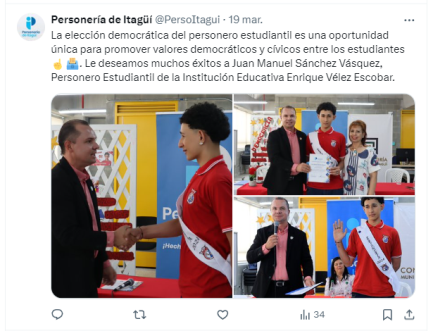 Personería de Itagüí @PersoItagui · 19 mar.
La elección democrática del personero estudiantil es una oportunidad
única para promover valores democráticos y cívicos entre los estudiantes
. Le deseamos muchos éxitos a Juan Manuel Sánchez Vásquez,
Personero Estudiantil de la Institución Educativa Enrique Vélez Escobar.
34